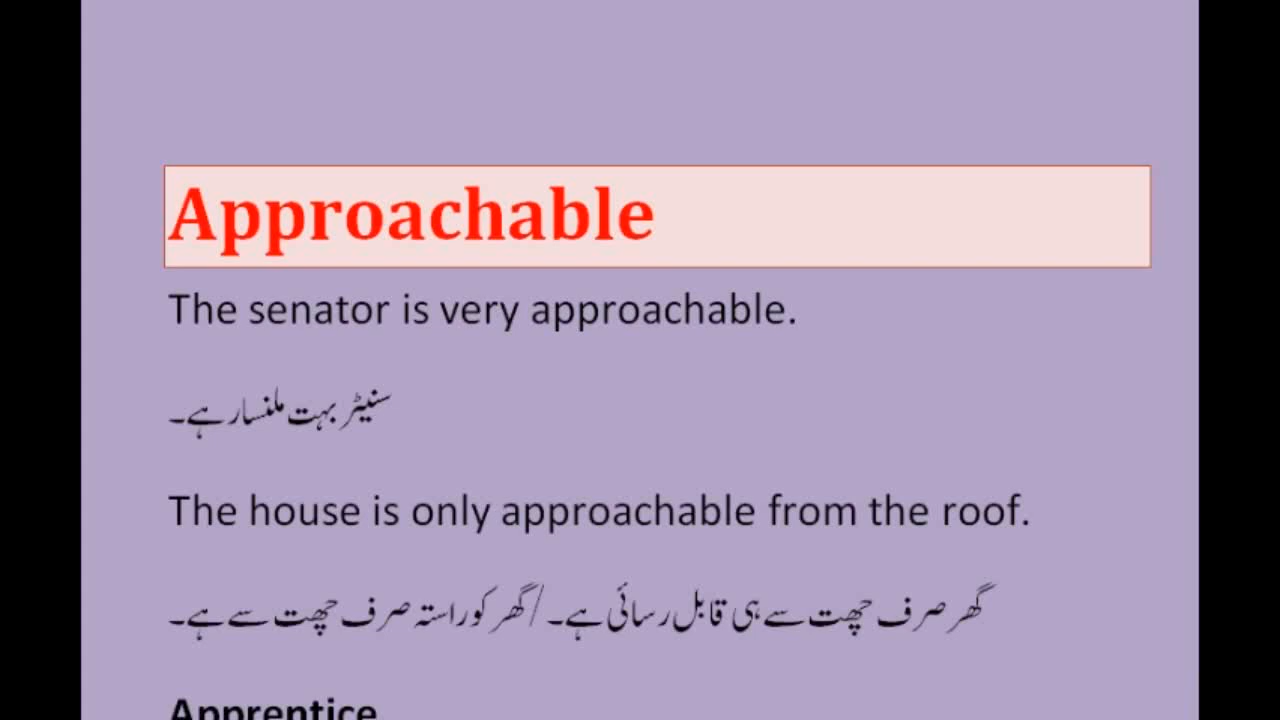 Approachable
The senator is very approachable.
سنیٹر بہت ملنسار ہے۔
The house is only approachable from the roof.
گھر صرف چھت سے ہی قابل رسائی ہے۔ / گھر کو راستہ صرف چھت سے ہے۔
Apprentice